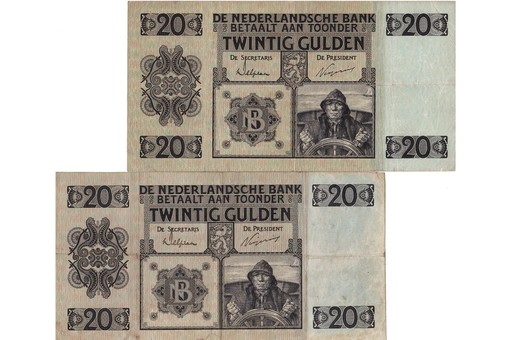 20 DE NEDERLANDSCHE BANK 20
BETAALT AAN TOONDER
TWINTIG GULDEN
DE SECRETARIS DE PRESIDENT
NB
20 20
20 DE NEDERLANDSCHE BANK 20
BETAALT AAN TOONDER
TWINTIG GULDEN
DE SECRETARIS DE PRESIDENT
NB
20 20